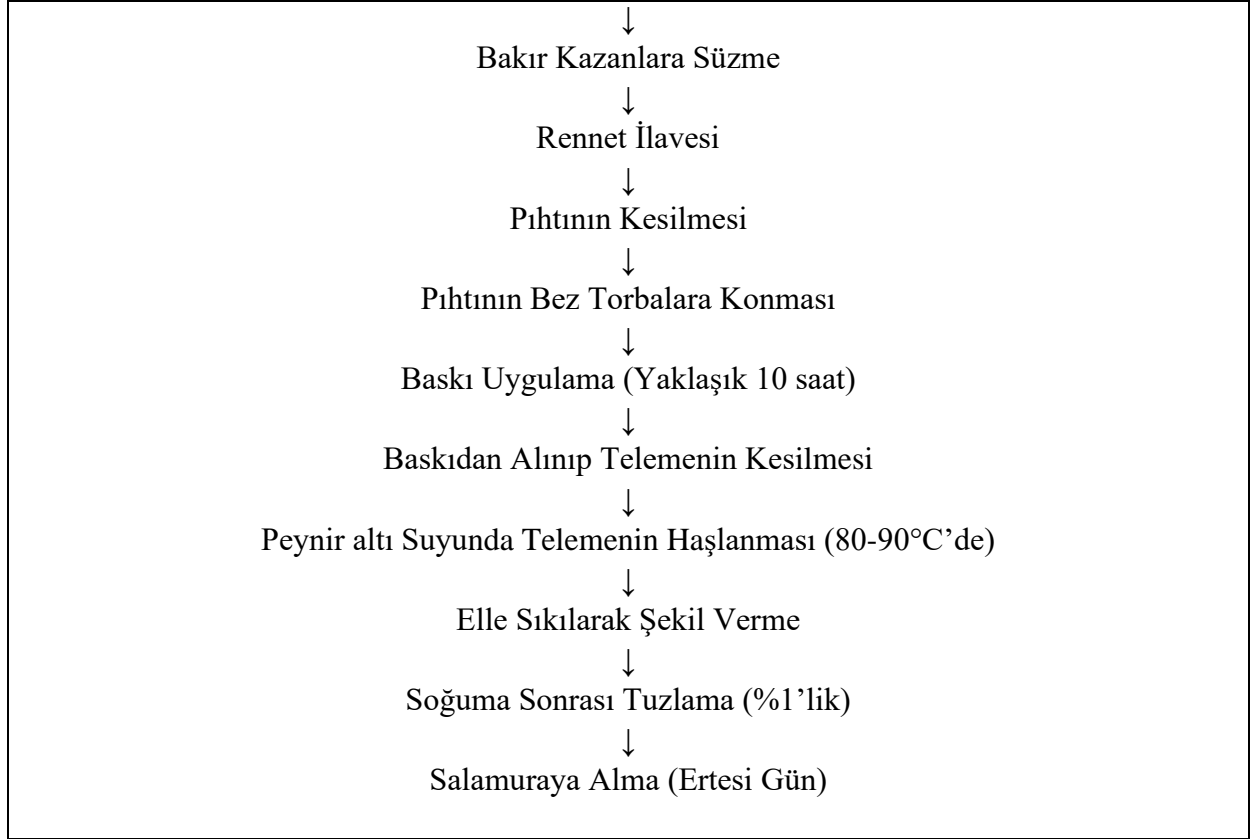 ↓
Bakır Kazanlara Süzme
↓
Rennet İlavesi
↓
Pıhtının Kesilmesi
↓
Pıhtının Bez Torbalara Konması
↓
Baskı Uygulama (Yaklaşık 10 saat)
↓
Baskıdan Alınıp Telemenin Kesilmesi
↓
Peynir altı Suyunda Telemenin Haşlanması (80-90°C’de)
↓
Elle Sıkılarak Şekil Verme
↓
Soğuma Sonrası Tuzlama (%1’lik)
↓
Salamuraya Alma (Ertesi Gün)